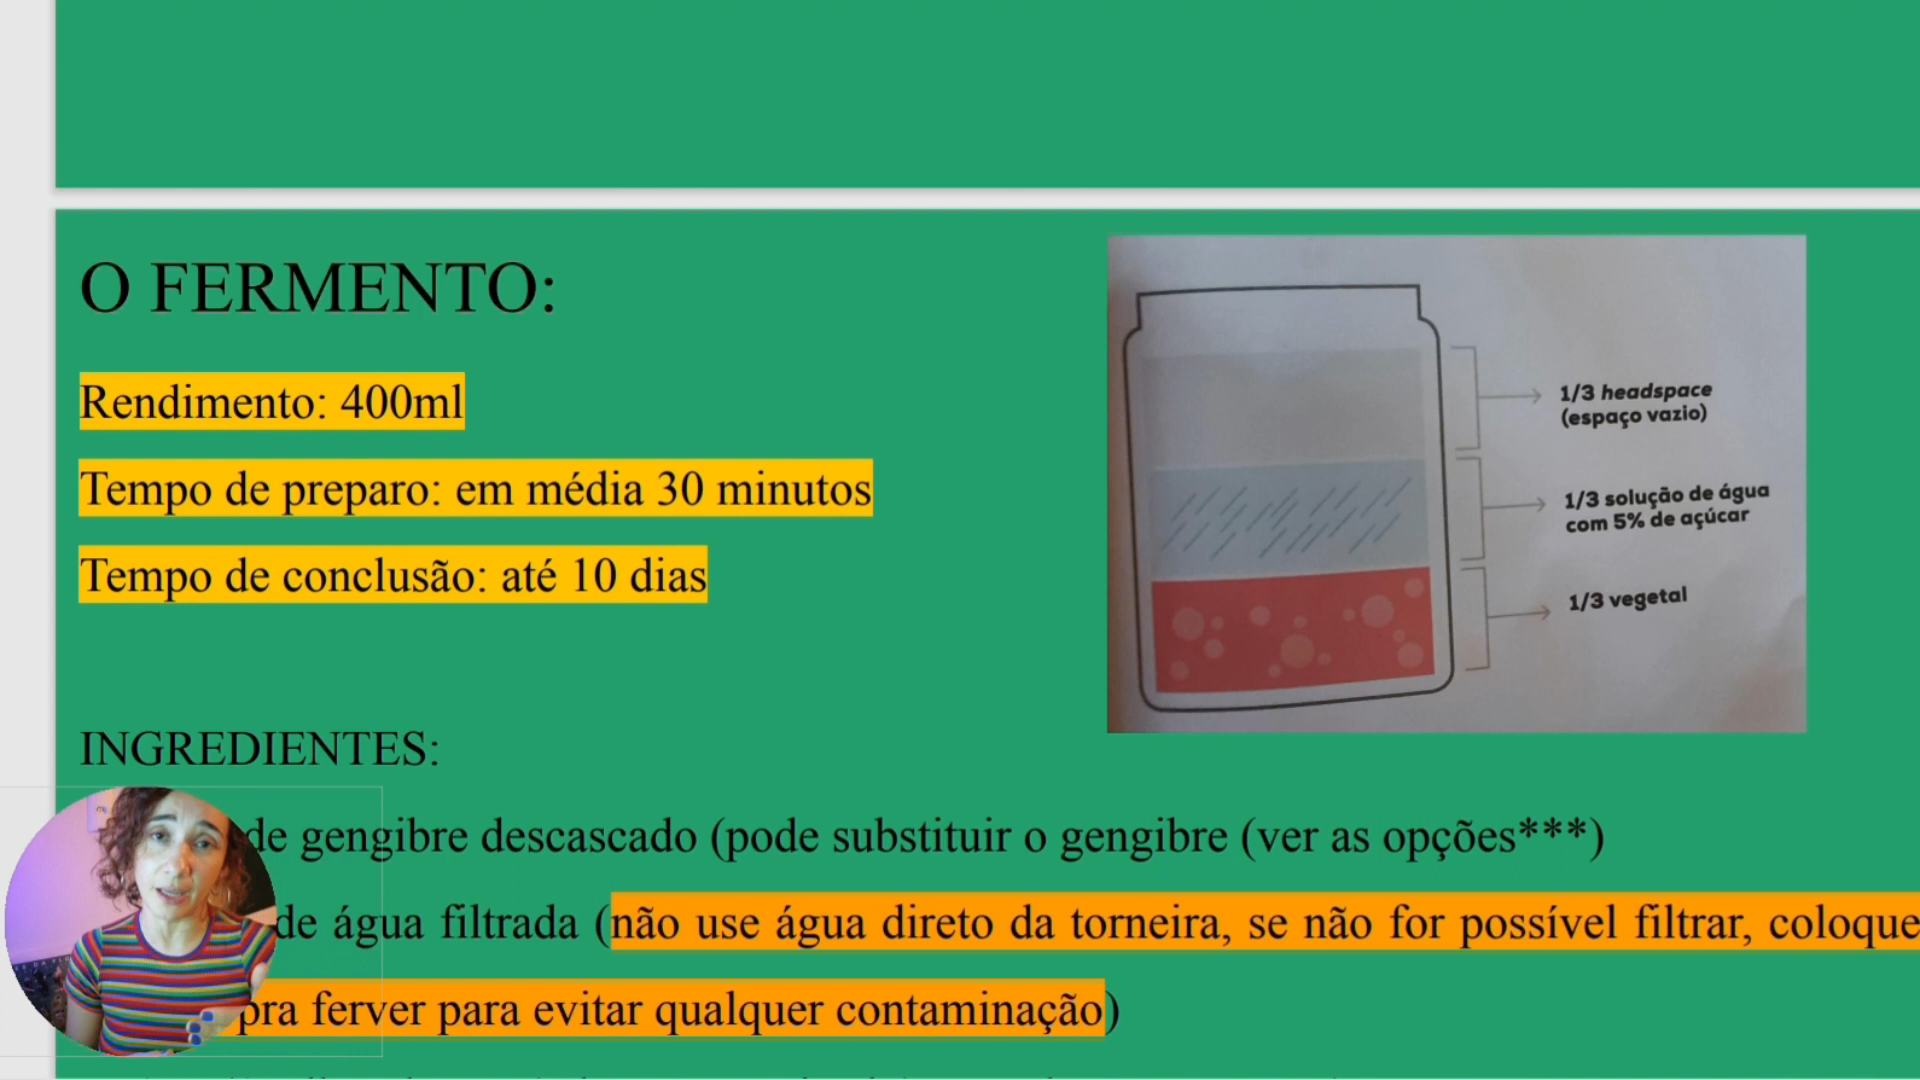 O FERMENTO:
Rendimento: 400ml
Tempo de preparo: em média 30 minutos
Tempo de conclusão: até 10 dias
1/3 headspace
(espaço vazio)
1/3 solução de água
com 5% de açúcar
1/3 vegetal
INGREDIENTES:
de gengibre descascado (pode substituir o gengibre (ver as opções***)
de água filtrada (não use água direto da torneira, se não for possível filtrar, coloque
pra ferver para evitar qualquer contaminação)